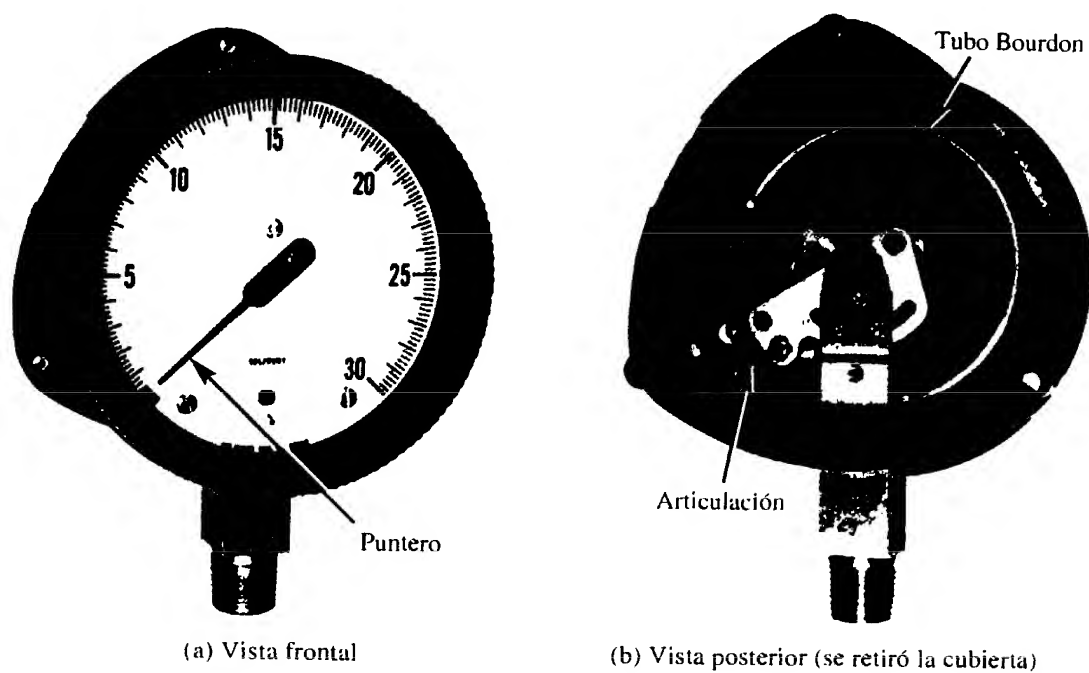 15
10
20
5
25
30
Puntero
(a) Vista frontal
Tubo Bourdon
Articulación
(b) Vista posterior (se retiró la cubierta)